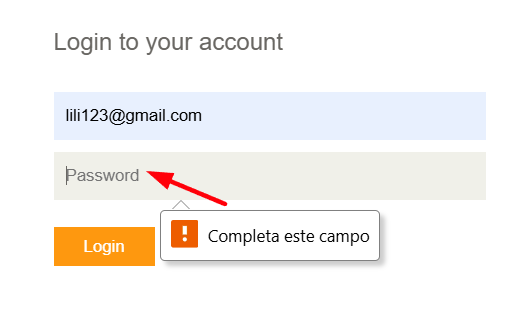 Login to your account
lili123@gmail.com
Password
Completa este campo
Login